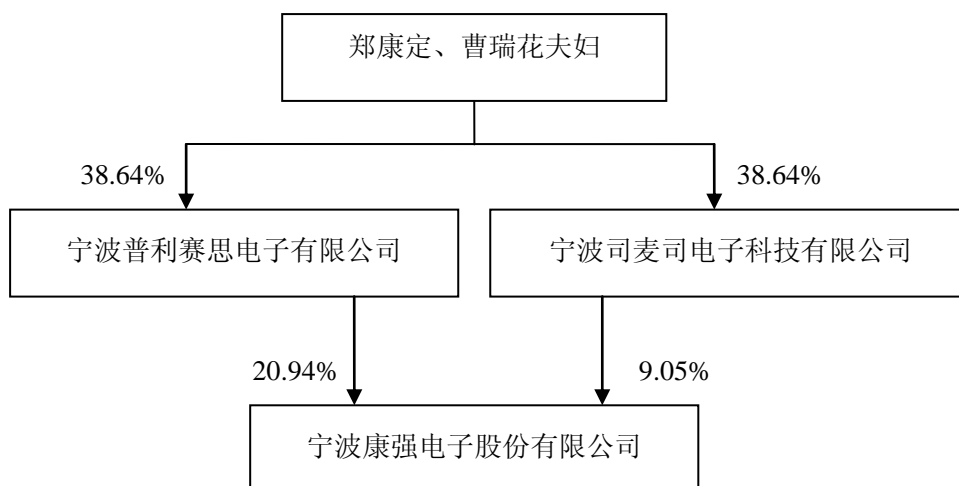 郑康定、曹瑞花夫妇
38.64%
38.64%
宁波普利赛思电子有限公司
宁波司麦司电子科技有限公司
20.94%
9.05%
宁波康强电子股份有限公司